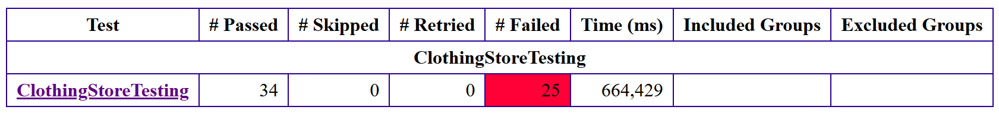 Test # Passed # Skipped # Retried # Failed Time (ms) Included Groups Excluded Groups
ClothingStoreTesting
ClothingStoreTesting 34 0 0 25 664,429